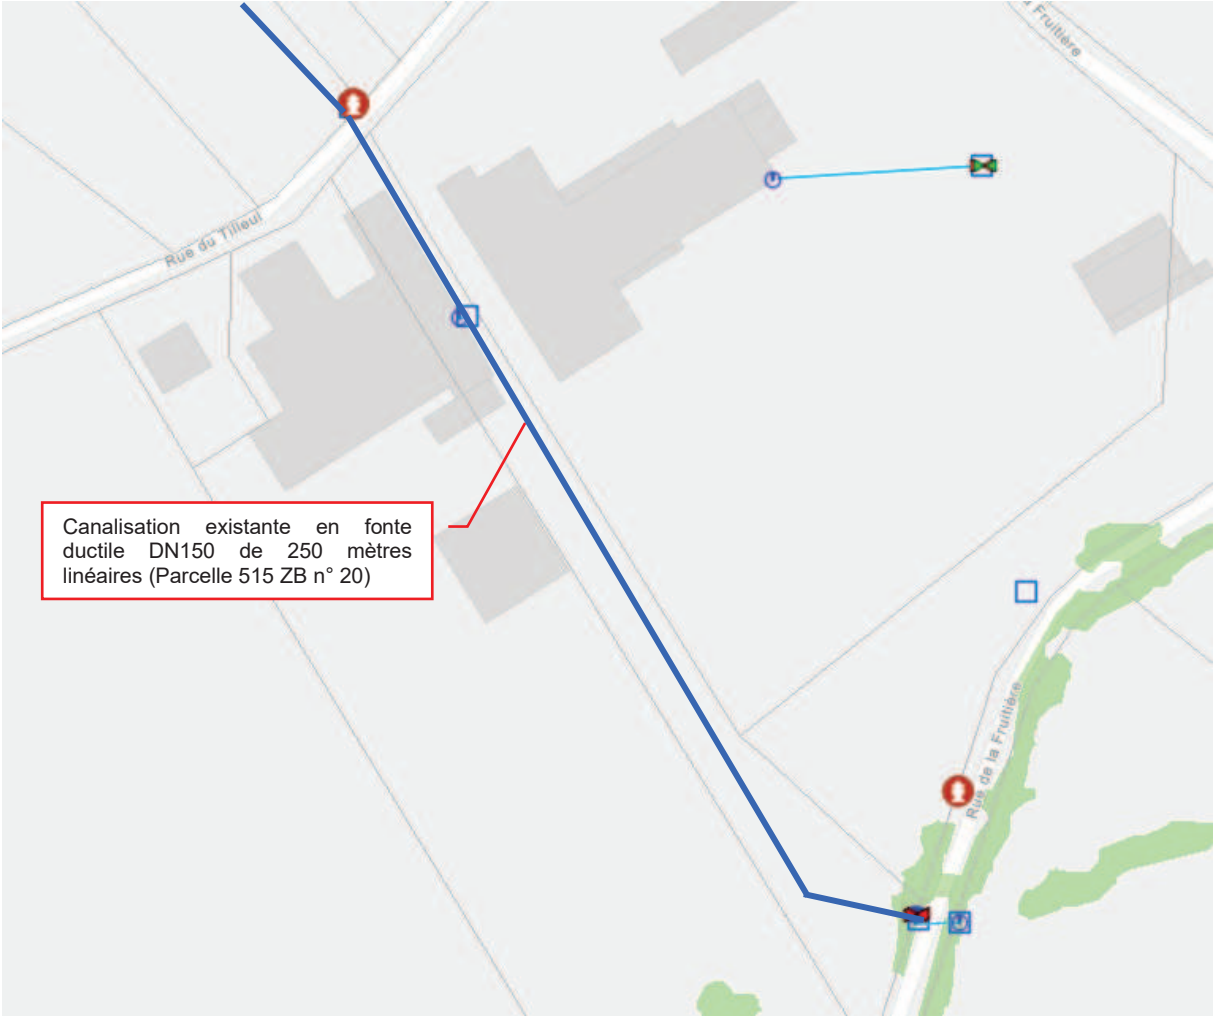 la Fruitière
Rue du Tilleul
Canalisation existante en fonte
ductile DN150 de 250 mètres
linéaires (Parcelle 515 ZB n° 20)
Rue de la Fruitière